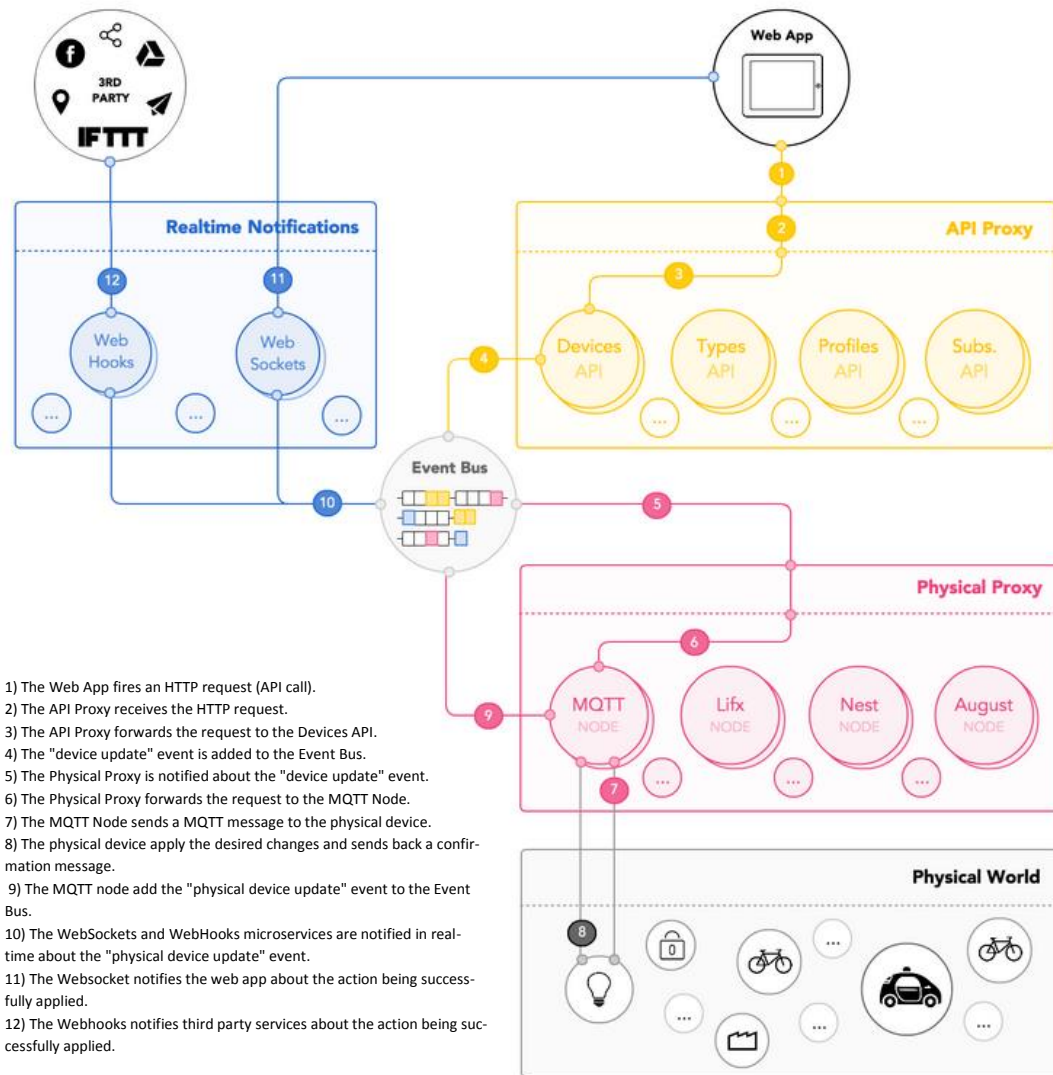 3RD
PARTY
IFTTT
Web App
1
Realtime Notifications
API Proxy
2
12
11
3
Web
Hooks
Web
Sockets
4
Devices
API
Types
API
Profiles
API
Subs.
API
...
...
...
...
...
...
Event Bus
10
5
Physical Proxy
6
9
MQTT
NODE
Lifx
NODE
Nest
NODE
August
NODE
7
...
...
...
1) The Web App fires an HTTP request (API call).
2) The API Proxy receives the HTTP request.
3) The API Proxy forwards the request to the Devices API.
4) The "device update" event is added to the Event Bus.
5) The Physical Proxy is notified about the "device update" event.
6) The Physical Proxy forwards the request to the MQTT Node.
7) The MQTT Node sends a MQTT message to the physical device.
8) The physical device apply the desired changes and sends back a confir-
mation message.
9) The MQTT node add the "physical device update" event to the Event
Bus.
10) The WebSockets and WebHooks microservices are notified in real-
time about the "physical device update" event.
11) The Websocket notifies the web app about the action being success-
fully applied.
12) The Webhooks notifies third party services about the action being suc-
cessfully applied.
Physical World
8
...
...
...
...